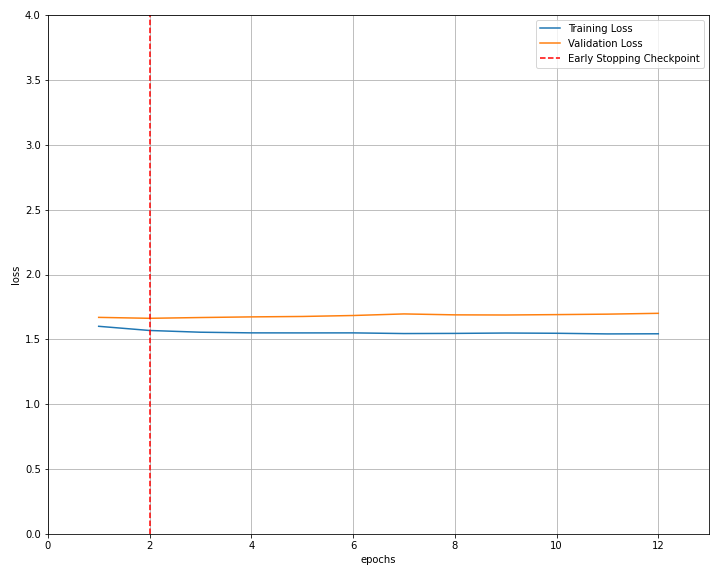 4.0
3.5
3.0
2.5
2.0
1.5
1.0
0.5
0.0
loss
0 2 4 6 8 10 12
epochs
Training Loss
Validation Loss
Early Stopping Checkpoint